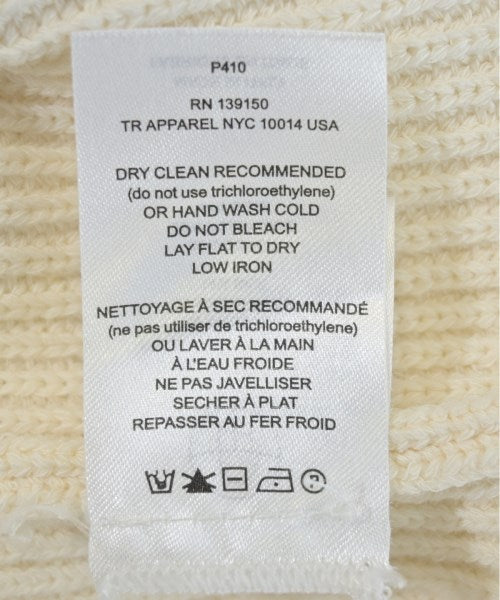 P410
RN 139150
TR APPAREL NYC 10014 USA
DRY CLEAN RECOMMENDED
(do not use trichloroethylene)
OR HAND WASH COLD
DO NOT BLEACH
LAY FLAT TO DRY
LOW IRON
NETTOYAGE À SEC RECOMMANDÉ
(ne pas utiliser de trichloroethylene)
OU LAVER À LA MAIN
À L'EAU FROIDE
NE PAS JAVELLISER
SECHER À PLAT
REPASSER AU FER FROID